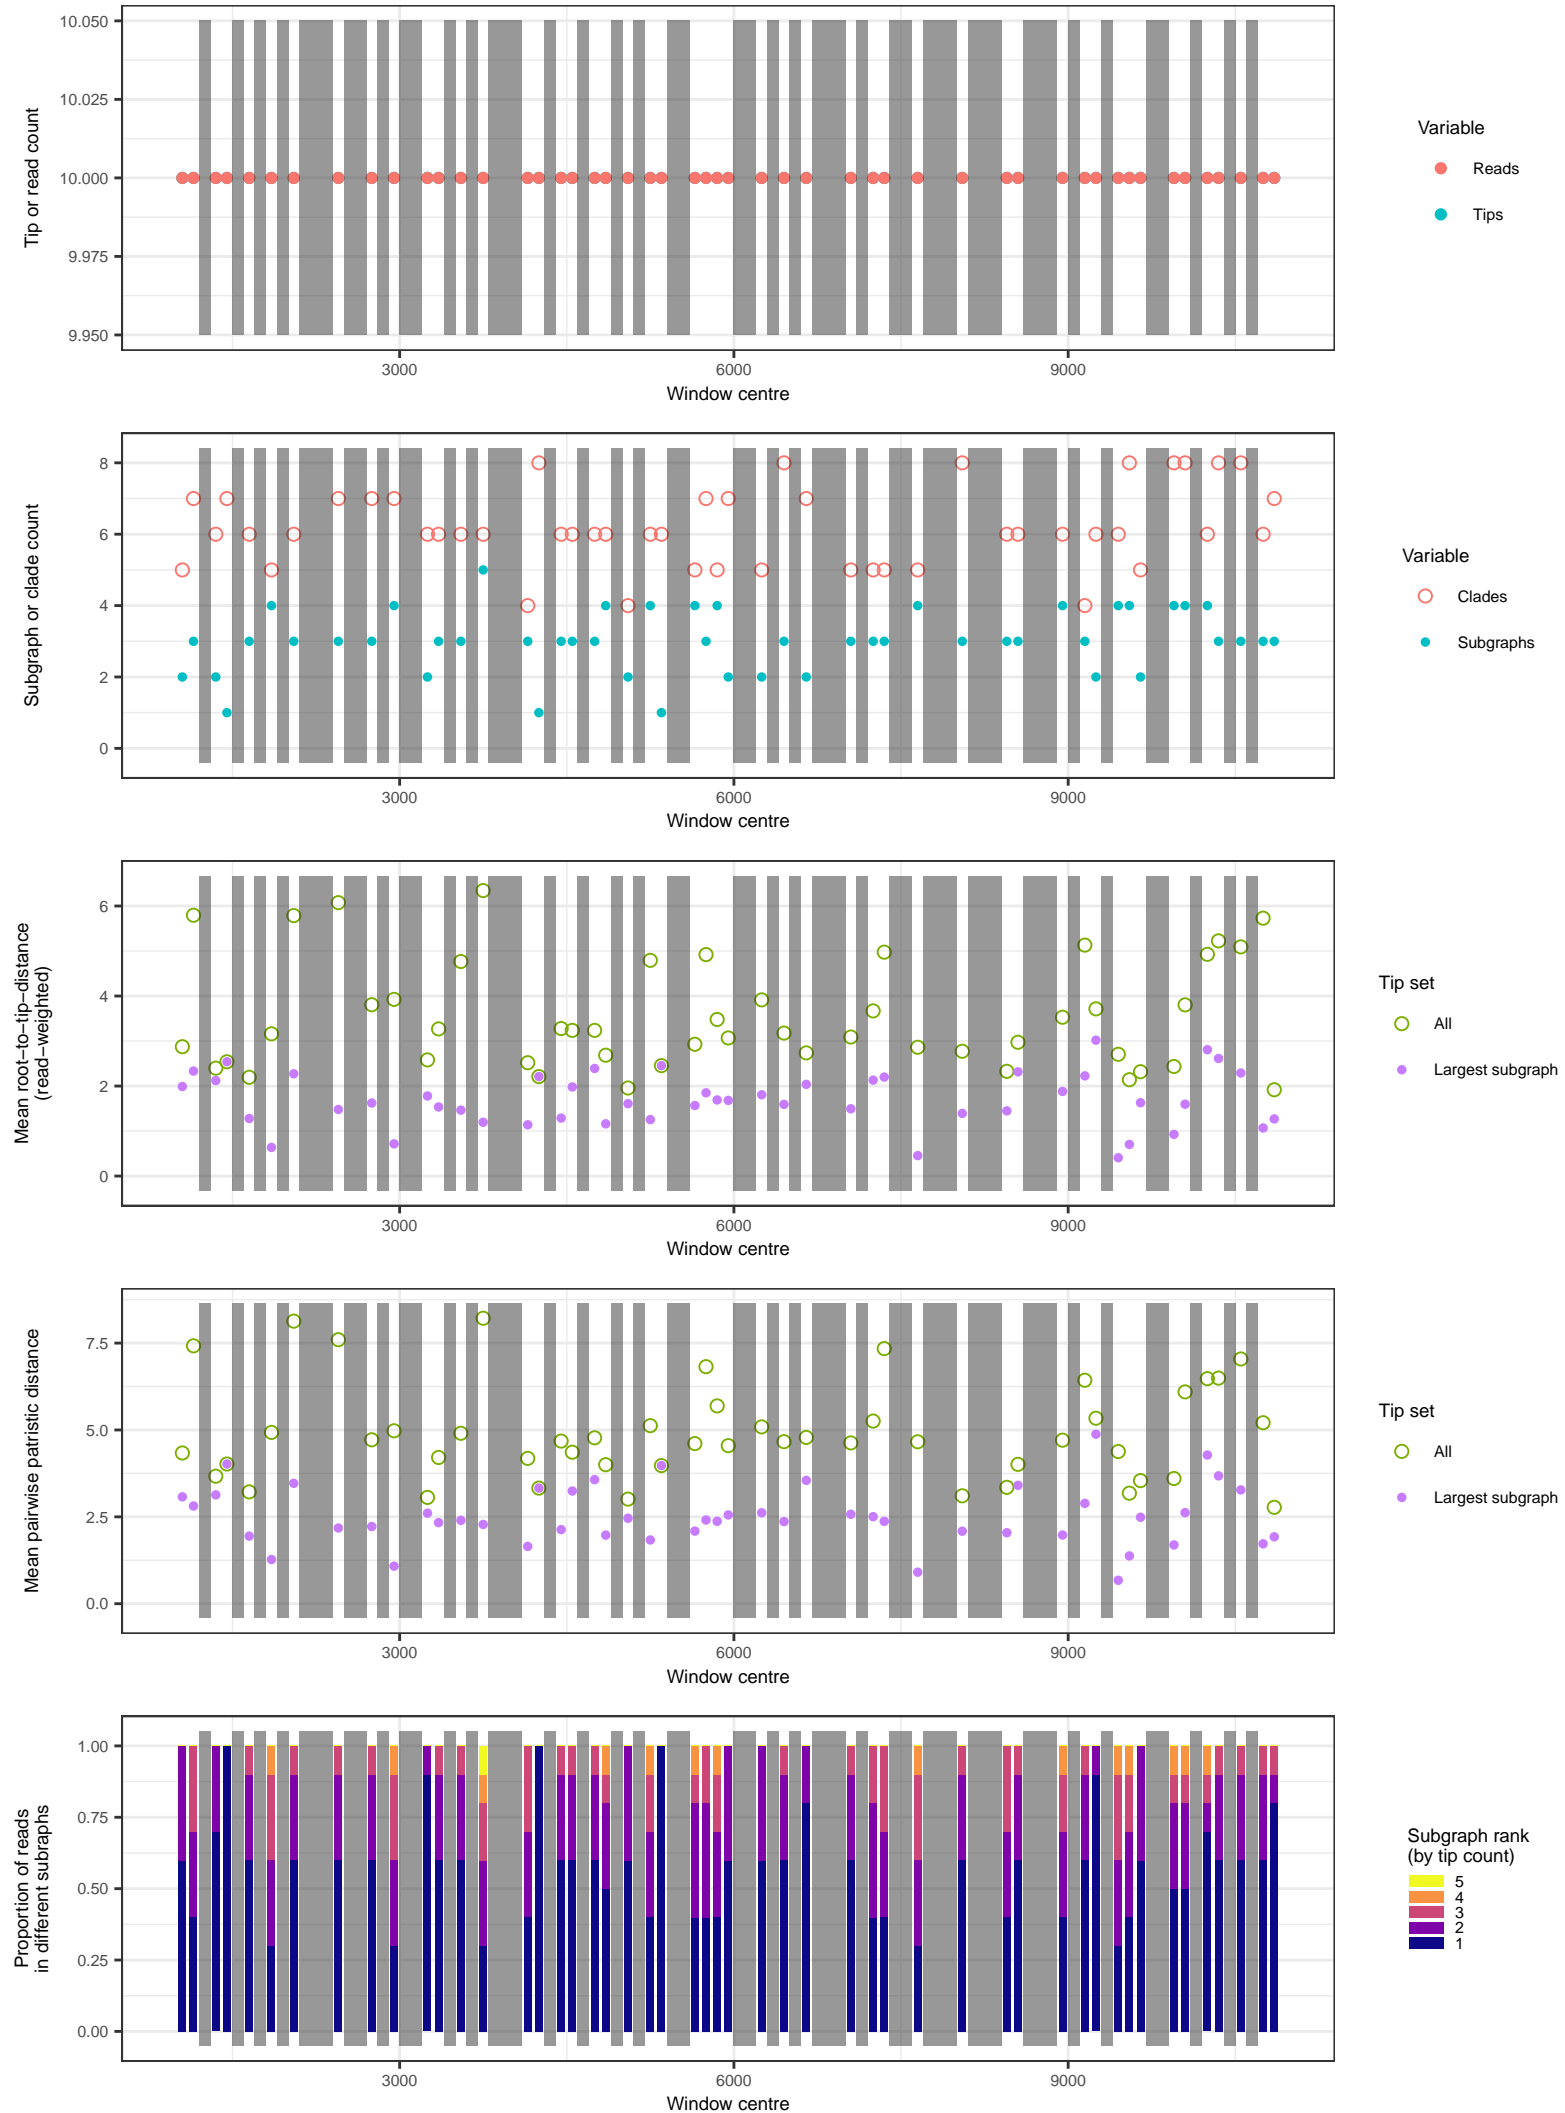 10.050
10.025
10.000
9.975
9.950
Tip or read count
3000 6000 9000
Window centre
Variable
Reads
Tips
8
6
4
2
0
Subgraph or clade count
3000 6000 9000
Window centre
Variable
Clades
Subgraphs
6
4
2
0
Mean root−to−tip−distance
(read−weighted)
3000 6000 9000
Window centre
Tip set
All
Largest subgraph
7.5
5.0
2.5
0.0
Mean pairwise patristic distance
3000 6000 9000
Window centre
Tip set
All
Largest subgraph
1.00
0.75
0.50
0.25
0.00
Proportion of reads
in different subraphs
3000 6000 9000
Window centre
Subgraph rank
(by tip count)
5
4
3
2
1